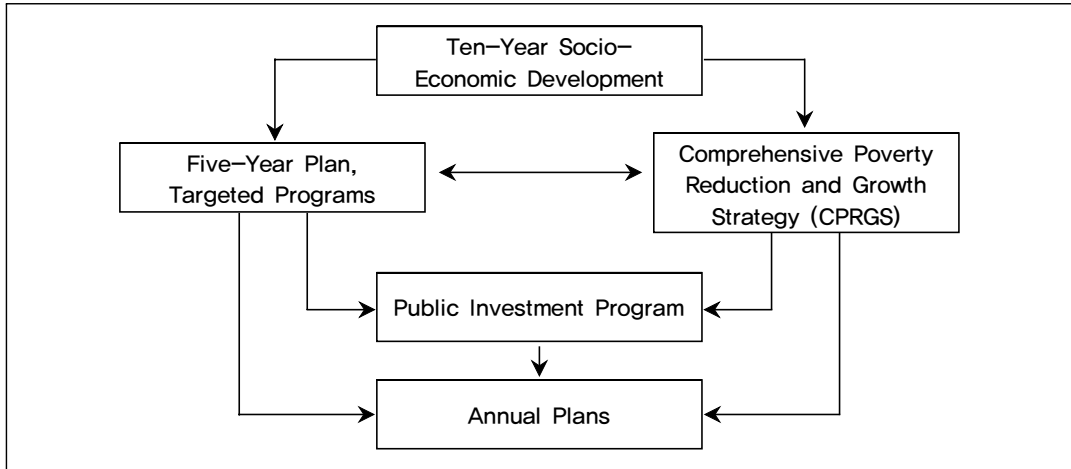 Ten-Year Socio-
Economic Development
Five-Year Plan,
Targeted Programs
Comprehensive Poverty
Reduction and Growth
Strategy (CPRGS)
Public Investment Program
Annual Plans